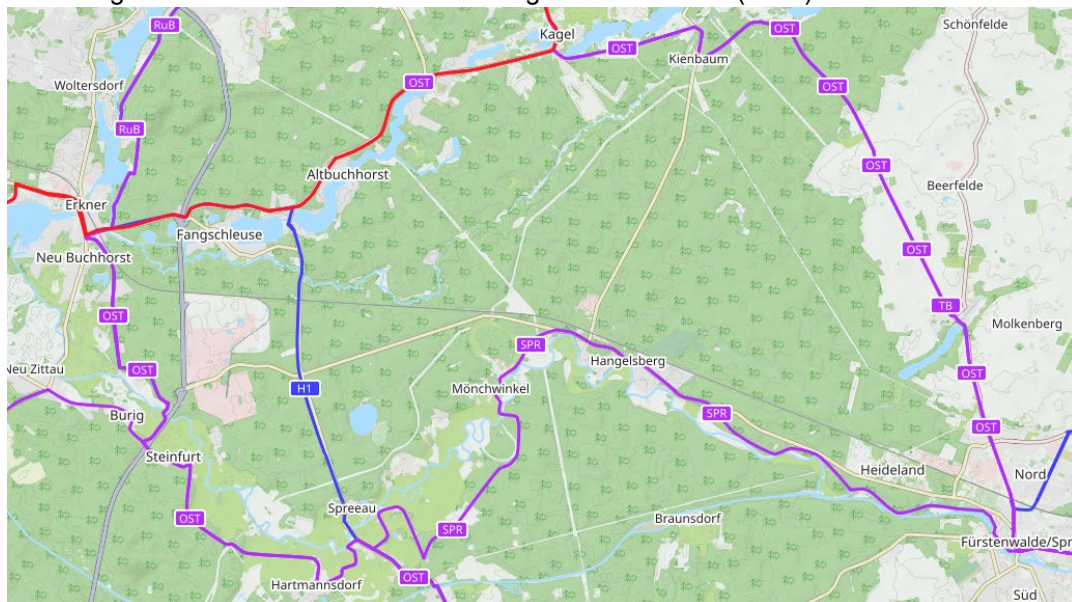 RuB
Kagel
OST
OST
Schönfelde
Kienbaum
Woltersdorf
OST
OST
RuB
OST
Altbuchhorst
Beerfelde
Erkner
Fangschleuse
OST
Neu Buchhorst
TB
OST
Molkenberg
SPR
Neu Zittau
OST
Hangelsberg
OST
H1
Mönchwinkel
Burig
SPR
OST
Steinfurt
Heideland
Nord
Spreeau
OST
Braunsdorf
SPR
Fürstenwalde/Spr
OST
Hartmannsdorf
Süd